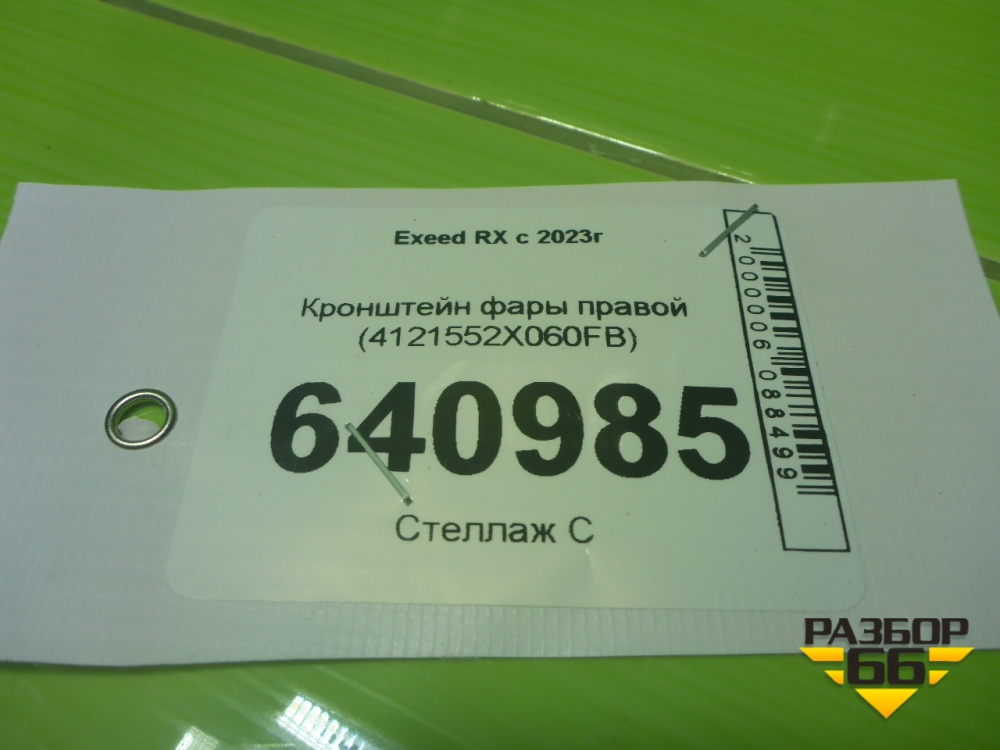 Exeed RX с 2023г
Кронштейн фары правой
(4121552X060FB)
640985
Стеллаж С
2000006088499
РАЗБОР
66